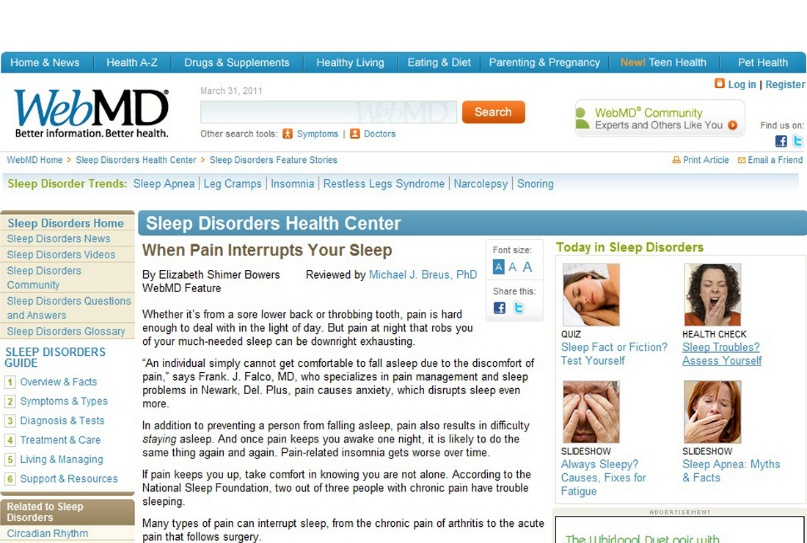 Home & News
Health A-Z
Drugs & Supplements
Healthy Living
Eating & Diet
Parenting & Pregnancy
New! Teen Health
Pet Health
Log in | Register
WebMD®
Better information. Better health.
March 31, 2011
WebMD
Search
Other search tools: Symptoms | Doctors
WebMD® Community
Experts and Others Like You
Find us on:
WebMD Home > Sleep Disorders Health Center > Sleep Disorders Feature Stories
Print Article
Email a Friend
Sleep Disorder Trends: Sleep Apnea | Leg Cramps | Insomnia | Restless Legs Syndrome | Narcolepsy | Snoring
Sleep Disorders Home
Sleep Disorders News
Sleep Disorders Videos
Sleep Disorders
Community
Sleep Disorders Questions
and Answers
Sleep Disorders Glossary
SLEEP DISORDERS
GUIDE
1 Overview & Facts
2 Symptoms & Types
3 Diagnosis & Tests
4 Treatment & Care
5 Living & Managing
6 Support & Resources
Related to Sleep
Disorders
Circadian Rhythm
Sleep Disorders Health Center
When Pain Interrupts Your Sleep
By Elizabeth Shimer Bowers
WebMD Feature
Reviewed by Michael J. Breus, PhD
Font size:
A A A
Share this:
Whether it's from a sore lower back or throbbing tooth, pain is hard
enough to deal with in the light of day. But pain at night that robs you
of your much-needed sleep can be downright exhausting.
“An individual simply cannot get comfortable to fall asleep due to the discomfort of
pain,” says Frank. J. Falco, MD, who specializes in pain management and sleep
problems in Newark, Del. Plus, pain causes anxiety, which disrupts sleep even
more.
In addition to preventing a person from falling asleep, pain also results in difficulty
staying asleep. And once pain keeps you awake one night, it is likely to do the
same thing again and again. Pain-related insomnia gets worse over time.
If pain keeps you up, take comfort in knowing you are not alone. According to the
National Sleep Foundation, two out of three people with chronic pain have trouble
sleeping.
Many types of pain can interrupt sleep, from the chronic pain of arthritis to the acute
pain that follows surgery.
Today in Sleep Disorders
QUIZ
Sleep Fact or Fiction?
Test Yourself
HEALTH CHECK
Sleep Troubles?
Assess Yourself
SLIDESHOW
Always Sleepy?
Causes, Fixes for
Fatigue
SLIDESHOW
Sleep Apnea: Myths
& Facts
ADVERTISEMENT
The Whirlpool Duet pair with